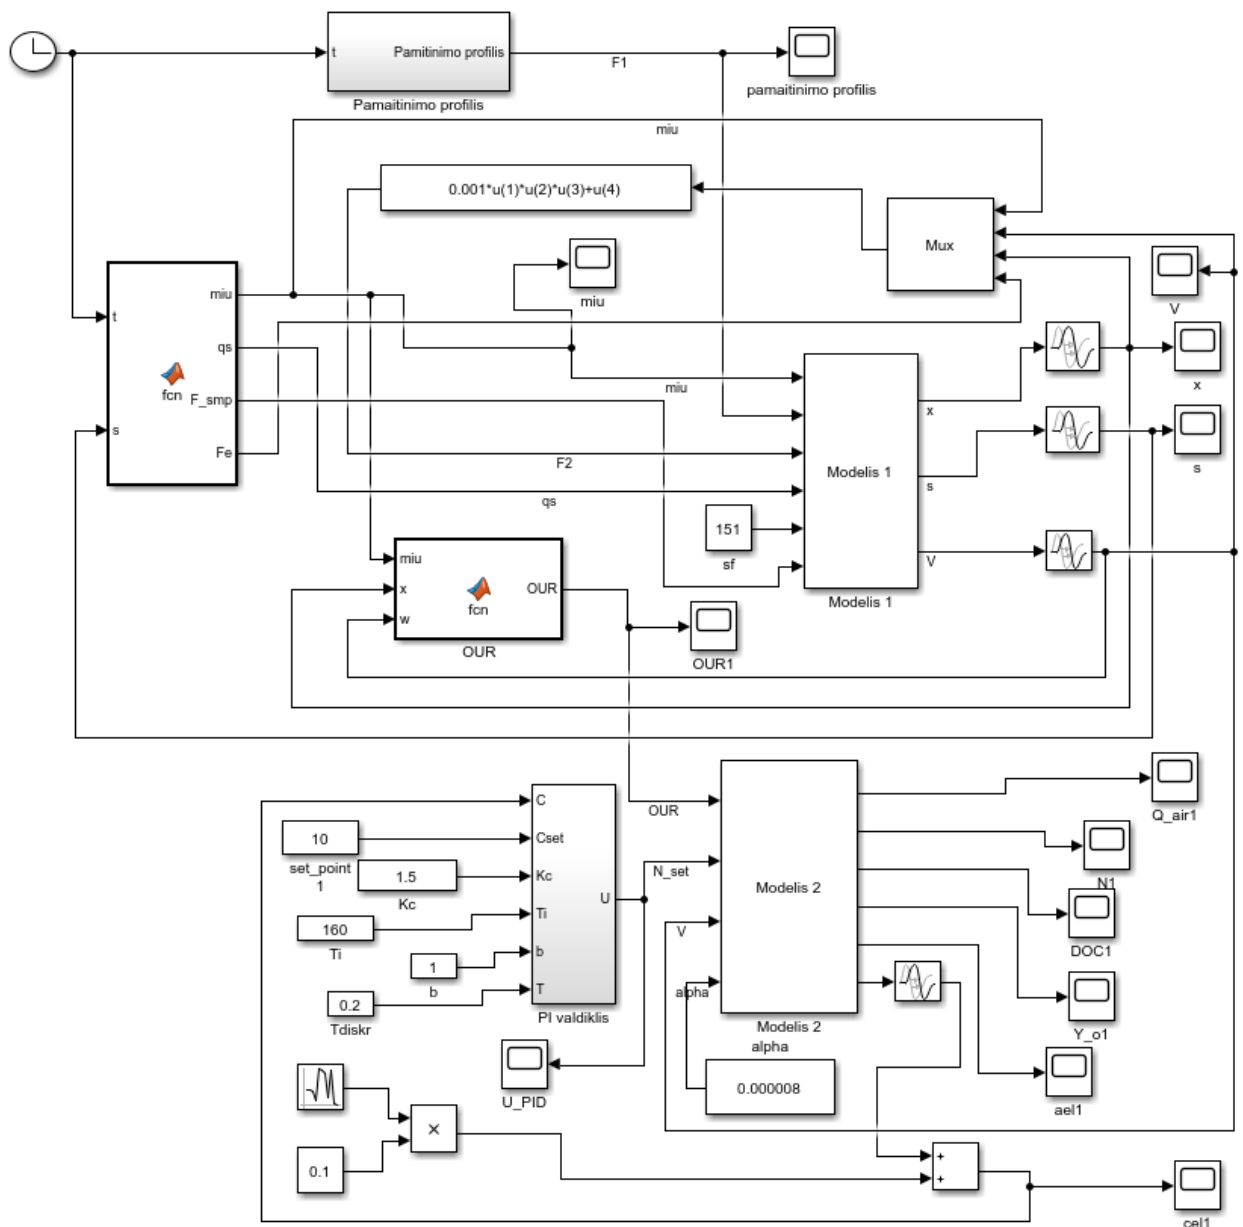 t
Pamitinimo profilis
Pamaitinimo profilis
F1
pamaitinimo profilis
miu
0.001*u(1)*u(2)*u(3)+u(4)
Mux
V
miu
t
s
fcn
miu
qs
F_smp
Fe
miu
F2
qs
151
sf
Modelis 1
Modelis 1
x
s
V
x
s
miu
x
w
fcn
OUR
OUR
OUR1
C
Cset
Kc
Ti
b
T
U
PI valdiklis
10
set_point
1
1.5
Kc
160
Ti
1
b
0.2
Tdiskr
OUR
N_set
V
alpha
Modelis 2
Modelis 2
alpha
0.000008
Q_air1
N1
DOC1
Y_o1
ael1
U_PID
×
0.1
+
+
cel1